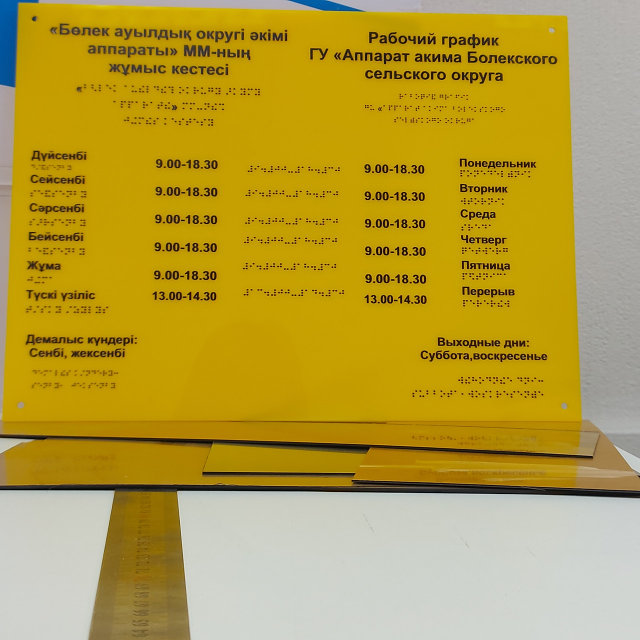 «Бөлек ауылдық округі әкімі
аппараты» ММ-ның
жұмыс кестесі
Рабочий график
ГУ «Аппарат акима Болекского
сельского округа
Дүйсенбі 9.00-18.30 9.00-18.30 Понедельник
Сейсенбі 9.00-18.30 9.00-18.30 Вторник
Сәрсенбі 9.00-18.30 9.00-18.30 Среда
Бейсенбі 9.00-18.30 9.00-18.30 Четверг
Жұма 9.00-18.30 9.00-18.30 Пятница
Түскі үзіліс 13.00-14.30 13.00-14.30 Перерыв
Демалыс күндері:
Сенбі, жексенбі
Выходные дни:
Суббота,воскресенье